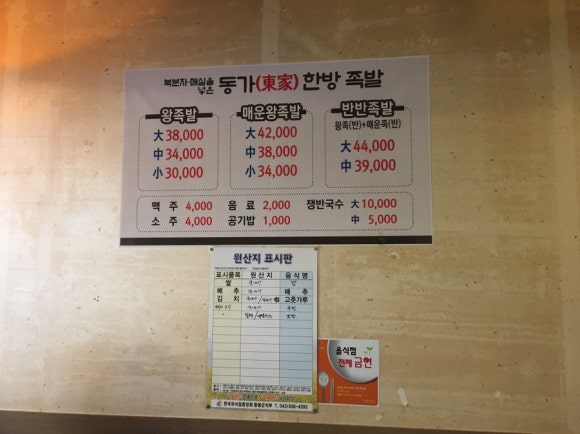 복분자·매실을 넣은 동가(東家) 한방 족발
왕족발
大 38,000
中 34,000
小 30,000
매운왕족발
大 42,000
中 38,000
小 34,000
반반족발
왕족(반)+매운족(반)
大 44,000
中 39,000
맥 주 4,000 음 료 2,000 쟁반국수 大 10,000
소 주 4,000 공기밥 1,000 中 5,000
원산지 표시판
표시품목 원 산 지 음 식 명
쌀 밥
배 추 배 추
김 치 고춧가루
음식점
전체 금연